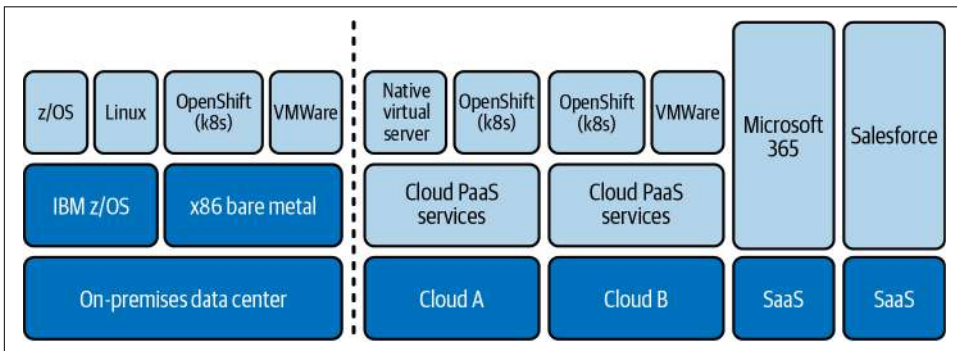 z/OS
Linux
OpenShift
(k8s)
VMWare
Native
virtual
server
OpenShift
(k8s)
OpenShift
(k8s)
VMWare
Microsoft
365
Salesforce
IBM z/OS
x86 bare metal
Cloud PaaS
services
Cloud PaaS
services
On-premises data center
Cloud A
Cloud B
SaaS
SaaS